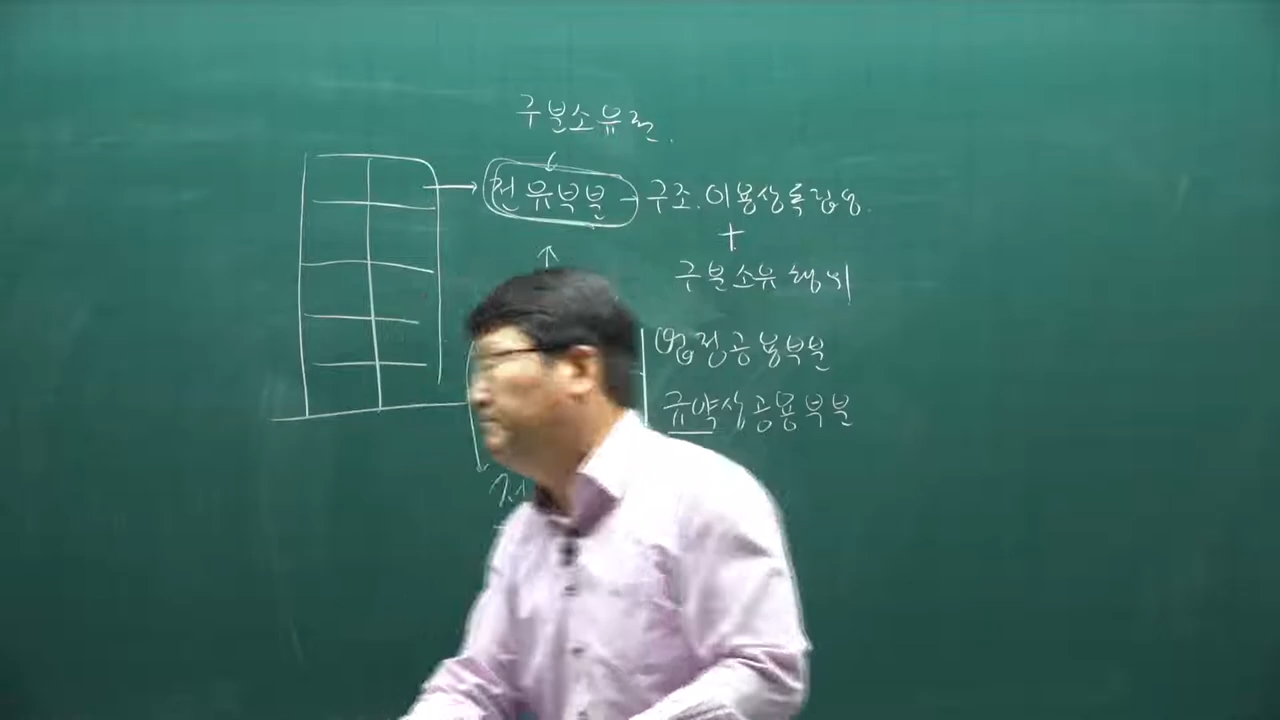 구분소유권.
전유부분 - 구조.이용상 독립성.
+
구분소유행위
법정공용부분
규약상공용부분